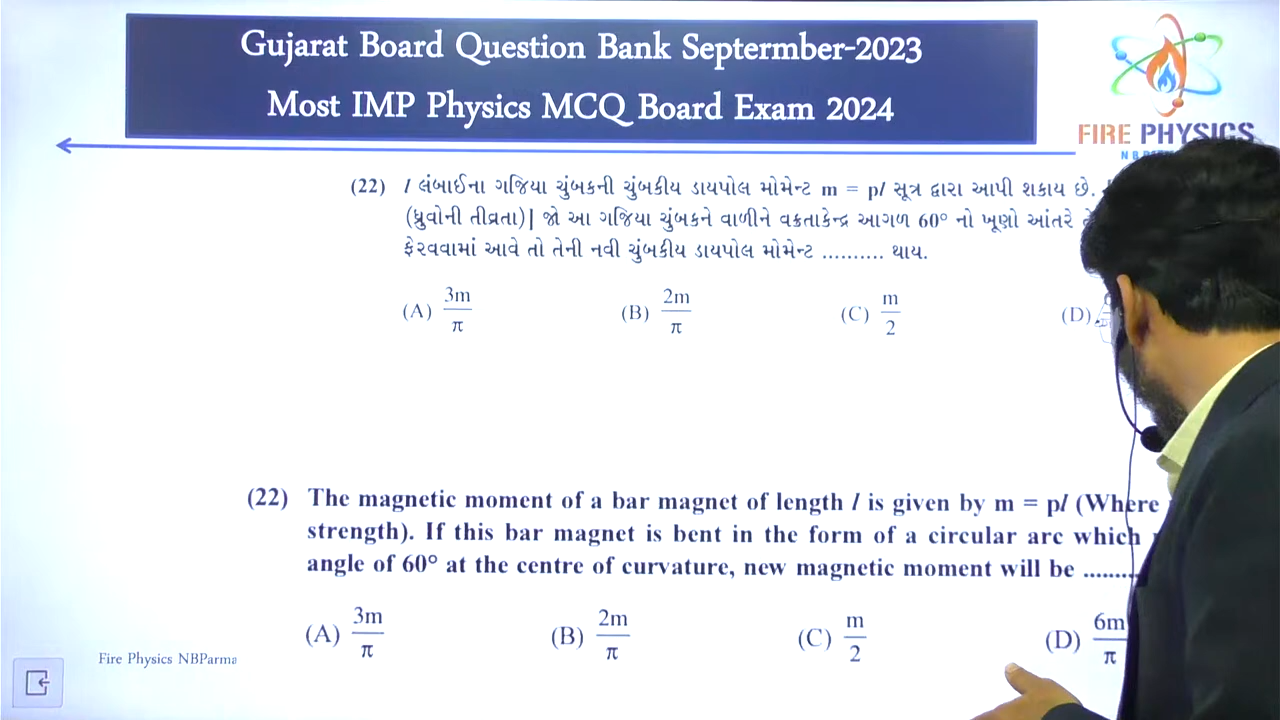 Gujarat Board Question Bank Septermber-2023
Most IMP Physics MCQ Board Exam 2024
FIRE PHYSICS
(22) l લંબાઈના ગજિયા ચુંબકની ચુંબકીય ડાયપોલ મોમેન્ટ m = pl સૂત્ર દ્વારા આપી શકાય છે.
(ધ્રુવોની તીવ્રતા)| જો આ ગજિયા ચુંબકને વાળીને વક્રતાકેન્દ્ર આગળ 60° નો ખૂણો આંતરે
ફેરવવામાં આવે તો તેની નવી ચુંબકીય ડાયપોલ મોમેન્ટ .......... થાય.
(A) 3m/π (B) 2m/π (C) m/2 (D)
(22) The magnetic moment of a bar magnet of length l is given by m = pl (Where
strength). If this bar magnet is bent in the form of a circular arc which
angle of 60° at the centre of curvature, new magnetic moment will be ........
(A) 3m/π (B) 2m/π (C) m/2 (D) 6m/π
Fire Physics NBParma